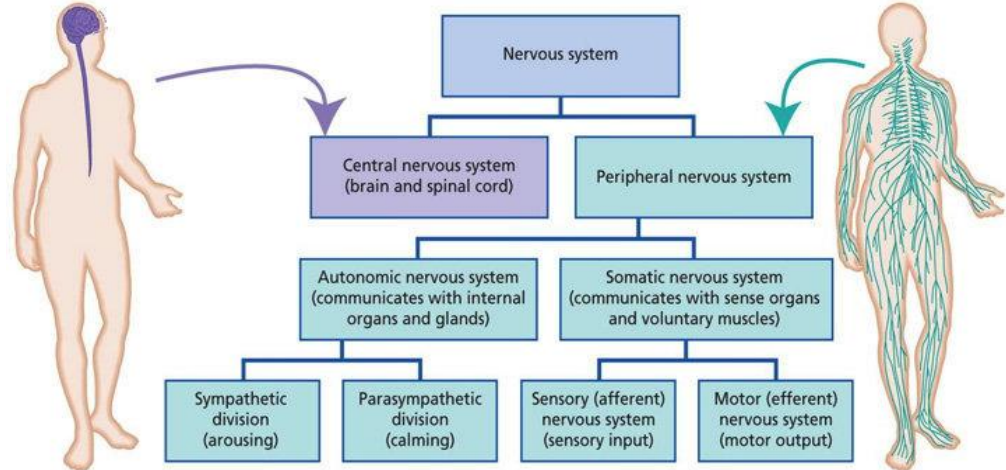 Nervous system
Central nervous system
(brain and spinal cord)
Peripheral nervous system
Autonomic nervous system
(communicates with internal
organs and glands)
Somatic nervous system
(communicates with sense organs
and voluntary muscles)
Sympathetic
division
(arousing)
Parasympathetic
division
(calming)
Sensory (afferent)
nervous system
(sensory input)
Motor (efferent)
nervous system
(motor output)